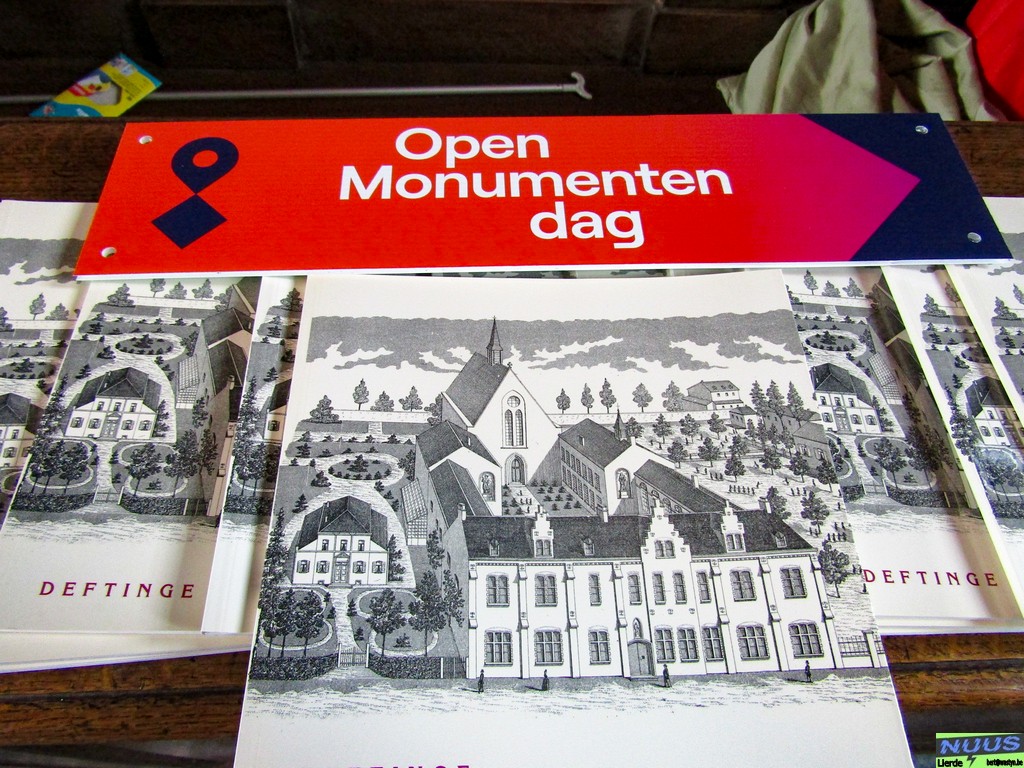 Open
Monumenten
dag
DEFTINGE
DEFTINGE
NUUS
Lierde